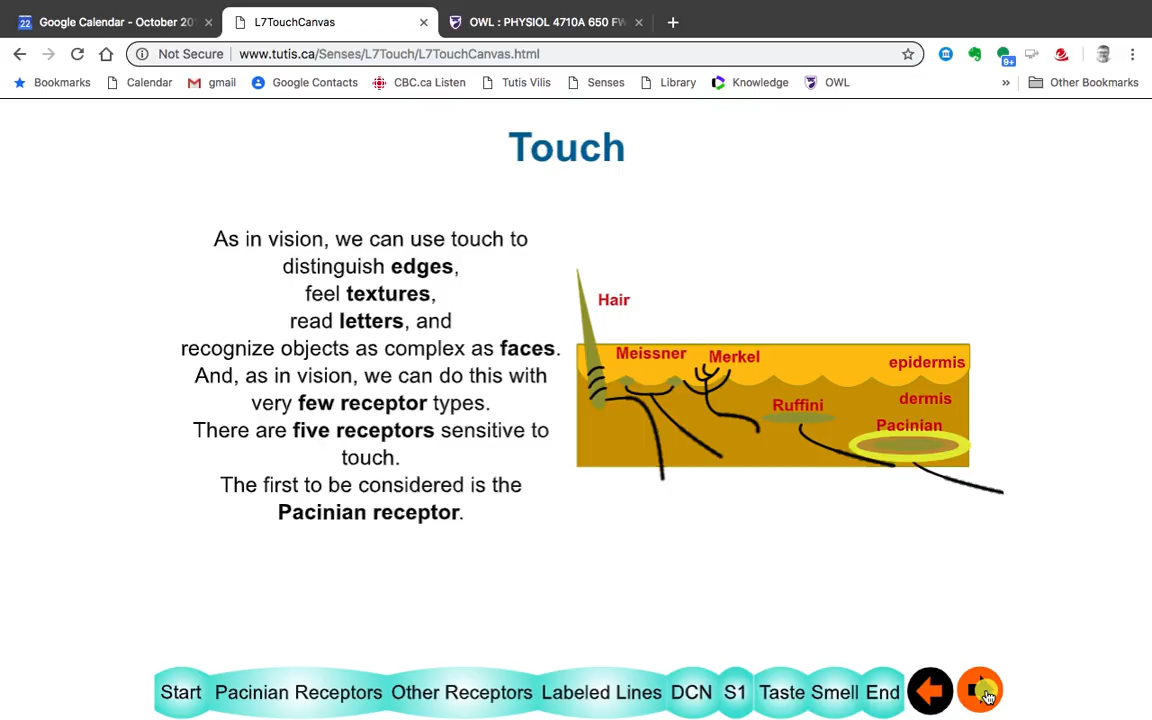 22 Google Calendar - October 20
L7TouchCanvas
OWL : PHYSIOL 4710A 650 FW
Not Secure
www.tutis.ca/Senses/L7Touch/L7TouchCanvas.html
9+
Bookmarks
Calendar
gmail
Google Contacts
CBC.ca Listen
Tutis Vilis
Senses
Library
Knowledge
OWL
»
Other Bookmarks
Touch
As in vision, we can use touch to
distinguish edges,
feel textures,
read letters, and
recognize objects as complex as faces.
And, as in vision, we can do this with
very few receptor types.
There are five receptors sensitive to
touch.
The first to be considered is the
Pacinian receptor.
Hair
Meissner
Merkel
epidermis
dermis
Ruffini
Pacinian
Start
Pacinian Receptors
Other Receptors
Labeled Lines
DCN
S1
Taste Smell
End